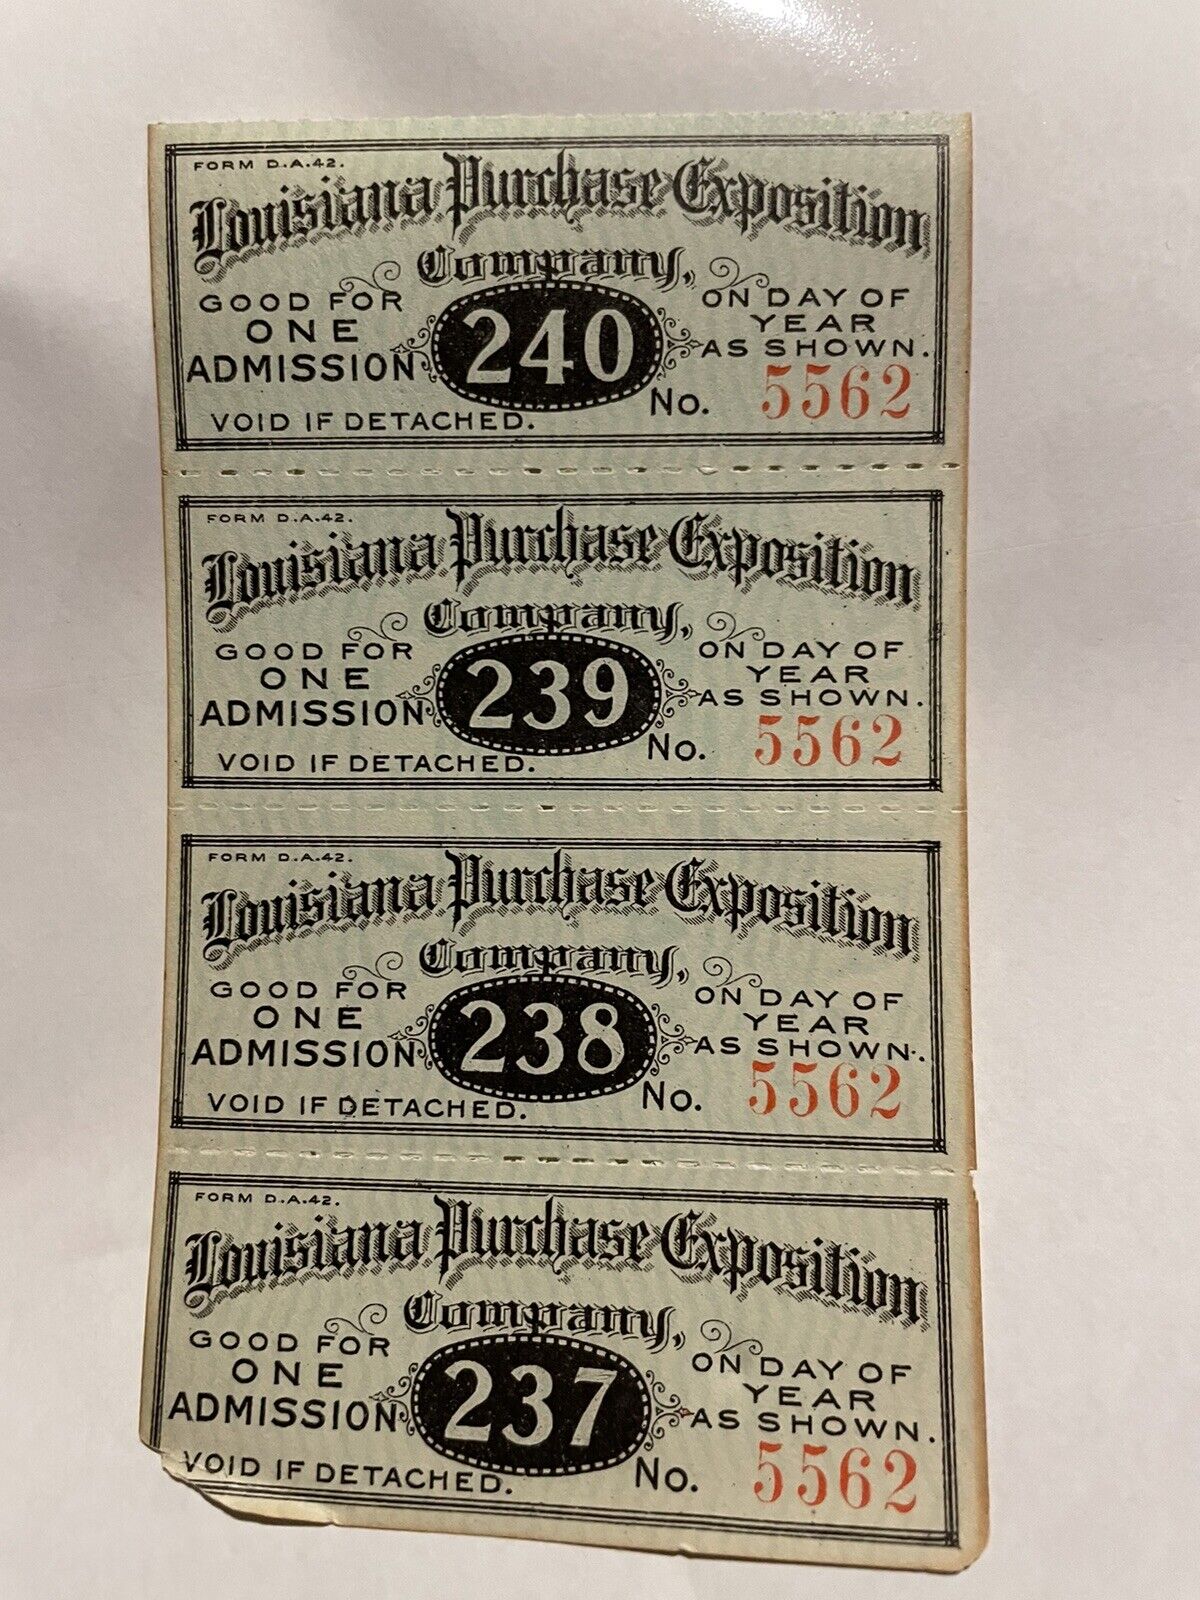 FORM D.A.42.
Louisiana Purchase Exposition
Company,
GOOD FOR
ONE
ADMISSION
240
ON DAY OF
YEAR
AS SHOWN.
VOID IF DETACHED.
No. 5562
FORM D.A.42.
Louisiana Purchase Exposition
Company,
GOOD FOR
ONE
ADMISSION
239
ON DAY OF
YEAR
AS SHOWN.
VOID IF DETACHED.
No. 5562
FORM D.A.42.
Louisiana Purchase Exposition
Company,
GOOD FOR
ONE
ADMISSION
238
ON DAY OF
YEAR
AS SHOWN.
VOID IF DETACHED.
No. 5562
FORM D.A.42.
Louisiana Purchase Exposition
Company,
GOOD FOR
ONE
ADMISSION
237
ON DAY OF
YEAR
AS SHOWN.
VOID IF DETACHED.
No. 5562